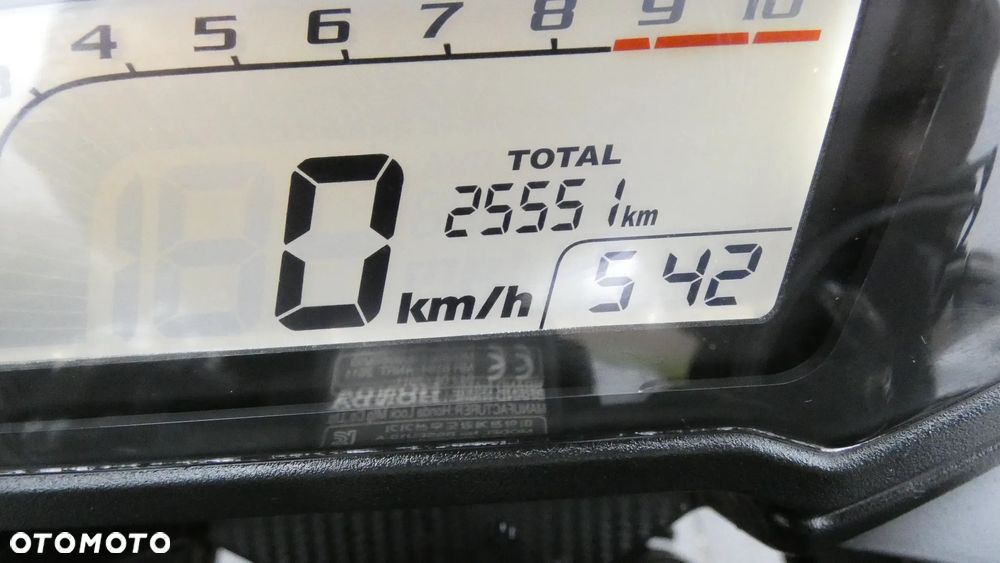 4 5 6 7 8 9 10
TOTAL
25551 km
0 km/h
5 42
OTOMOTO